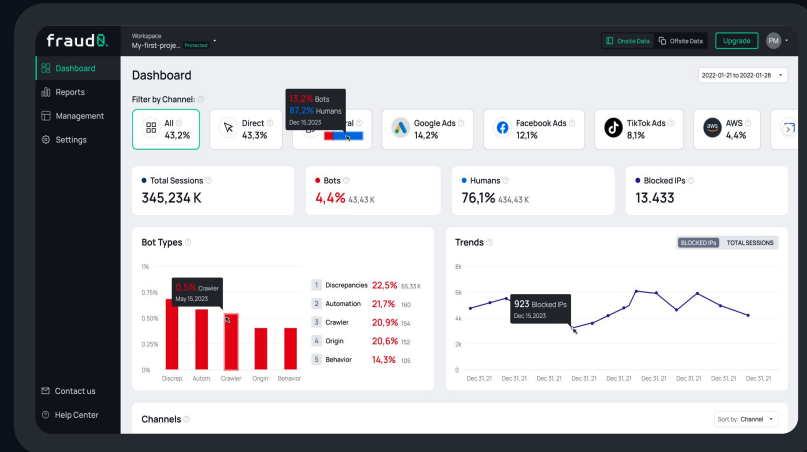 fraud0.
Workspace
My-first-proje... Protected
Onsite Data
Offsite Data
Upgrade
PM
Dashboard
Reports
Management
Settings
Contact us
Help Center
Dashboard
2022-01-21 to 2022-01-28
Filter by Channel:
All
43,2%
Direct
43,3%
13.2% Bots
87,2% Humans
Dec 15,2023
ral
Google Ads
14,2%
Facebook Ads
12,1%
TikTok Ads
8,1%
aws
AWS
4,4%
Total Sessions
345,234 K
Bots
4,4% 43,43 K
Humans
76,1% 434,43 K
Blocked IPs
13.433
Bot Types
1%
0.75%
0.50%
0.25%
0%
0.5% Crawler
May 15,2023
Discrep. Autom. Crawler Origin Behavior
1 Discrepancies 22,5% 65,33 K
2 Automation 21,7% 160
3 Crawler 20,9% 154
4 Origin 20,6% 152
5 Behavior 14,3% 105
Trends
BLOCKED IPs TOTAL SESSIONS
8k
6k
4k
2k
0
923 Blocked IPs
Dec 15,2023
Dec 31, 21 Dec 31, 21 Dec 31, 21 Dec 31, 21 Dec 31, 21 Dec 31, 21 Dec 31, 21 Dec 31, 21 Dec 31, 21
Channels
Sort by: Channel